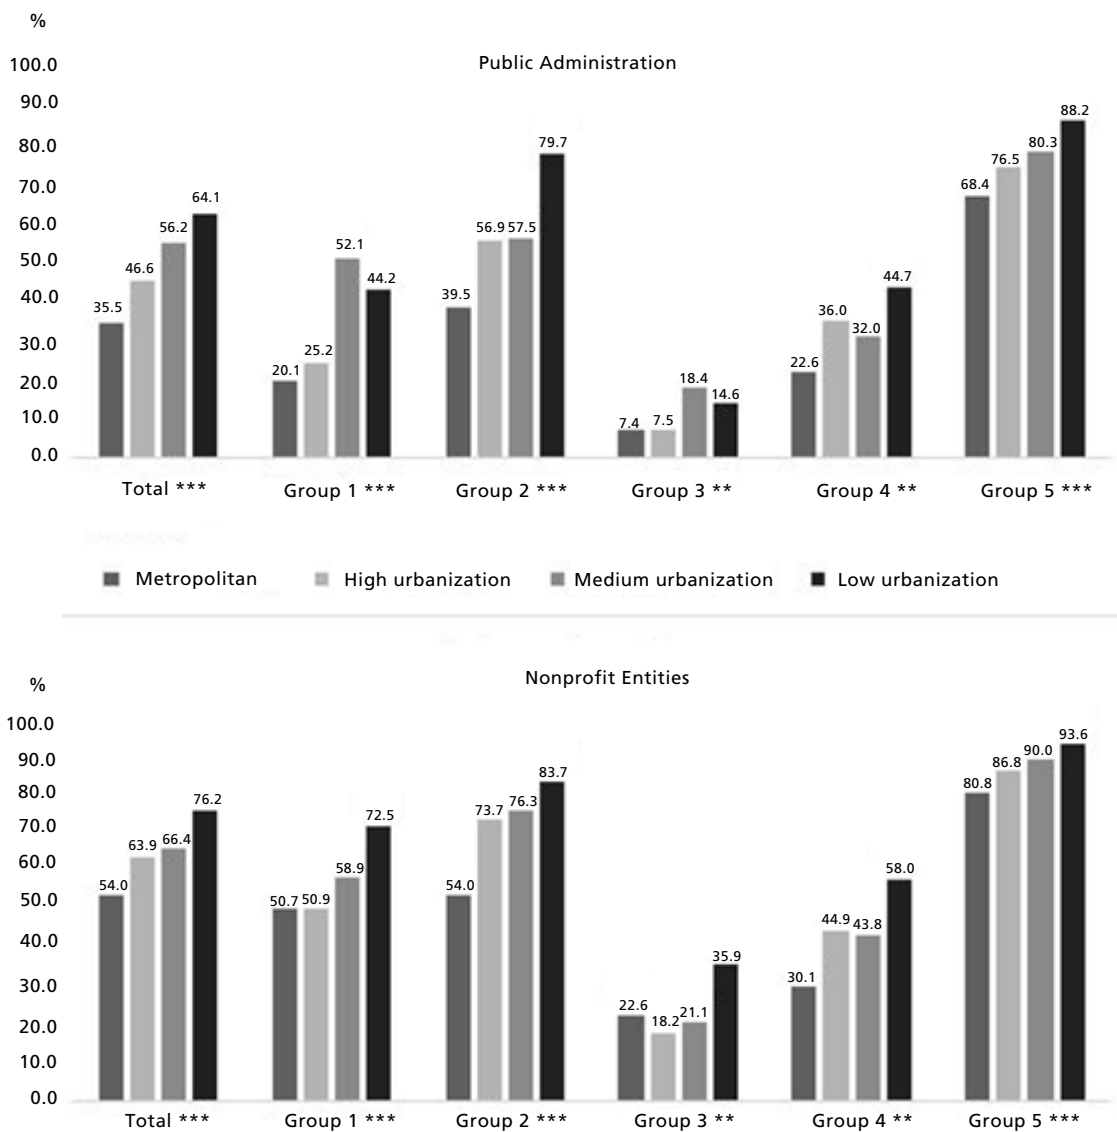 %
Public Administration
100.0
90.0
80.0
70.0
60.0
50.0
40.0
30.0
20.0
10.0
0.0
35.5 46.6 56.2 64.1
20.1 25.2 52.1 44.2
39.5 56.9 57.5 79.7
7.4 7.5 18.4 14.6
22.6 36.0 32.0 44.7
68.4 76.5 80.3 88.2
Total *** Group 1 *** Group 2 *** Group 3 ** Group 4 ** Group 5 ***
Metropolitan High urbanization Medium urbanization Low urbanization
Nonprofit Entities
%
100.0
90.0
80.0
70.0
60.0
50.0
40.0
30.0
20.0
10.0
0.0
54.0 63.9 66.4 76.2
50.7 50.9 58.9 72.5
54.0 73.7 76.3 83.7
22.6 18.2 21.1 35.9
30.1 44.9 43.8 58.0
80.8 86.8 90.0 93.6
Total *** Group 1 *** Group 2 *** Group 3 ** Group 4 ** Group 5 ***